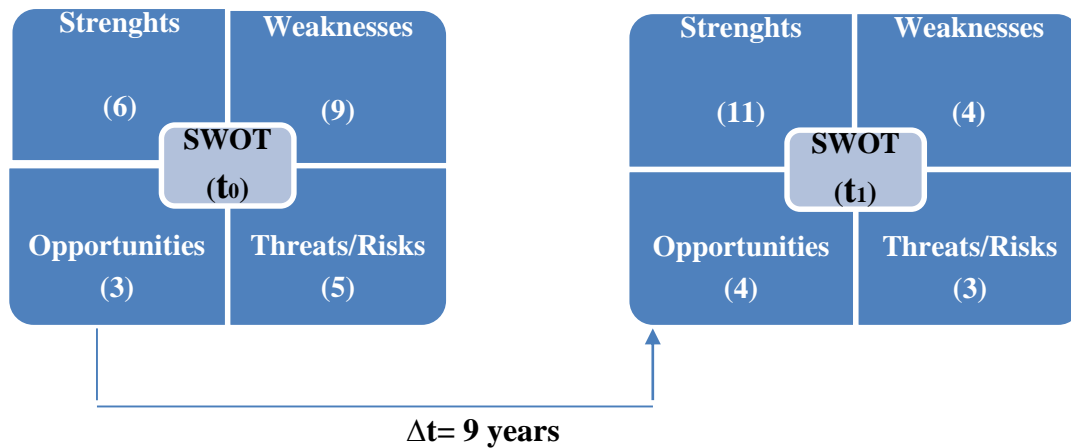 Strenghts
Weaknesses
(6)
(9)
SWOT
(t₀)
Opportunities
Threats/Risks
(3)
(5)
Strenghts
Weaknesses
(11)
(4)
SWOT
(t₁)
Opportunities
Threats/Risks
(4)
(3)
Δt= 9 years